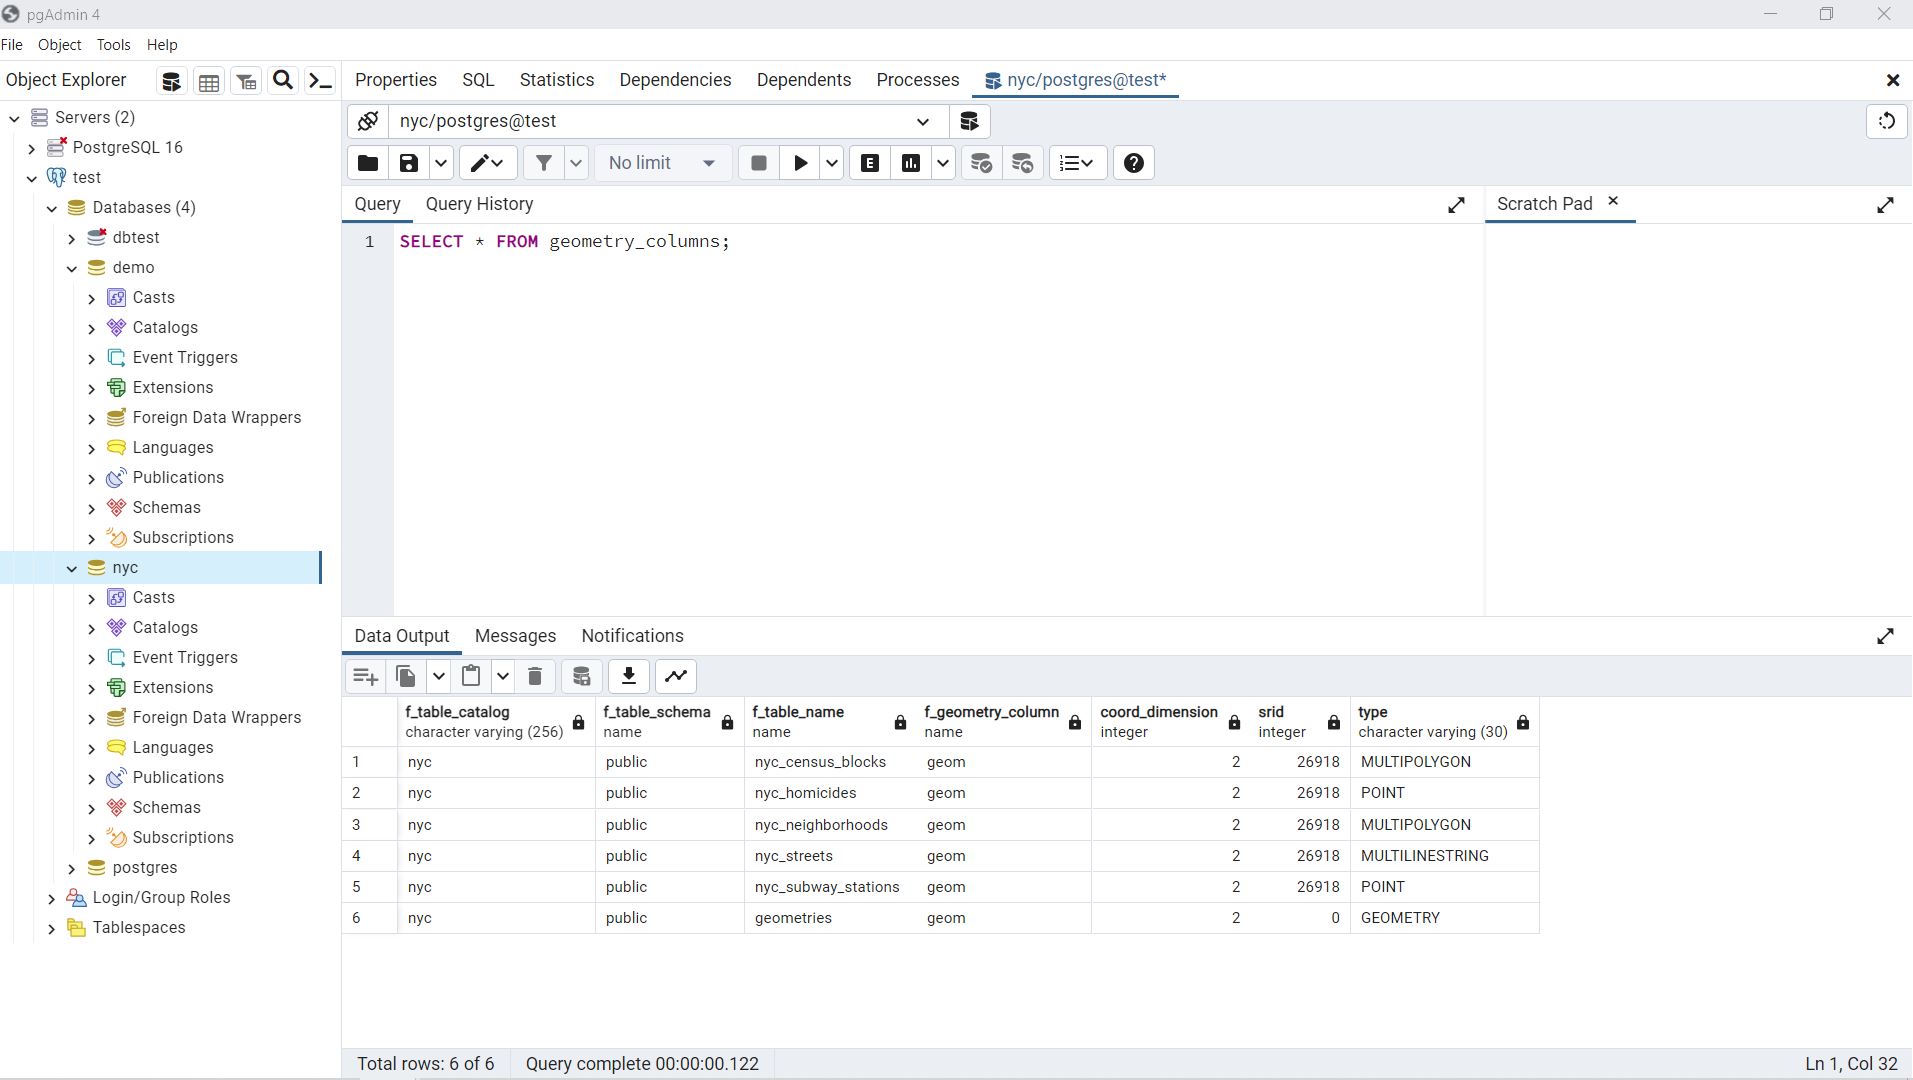 pgAdmin 4
File Object Tools Help
Object Explorer
Properties SQL Statistics Dependencies Dependents Processes nyc/postgres@test*
Servers (2)
PostgreSQL 16
test
Databases (4)
dbtest
demo
Casts
Catalogs
Event Triggers
Extensions
Foreign Data Wrappers
Languages
Publications
Schemas
Subscriptions
nyc
Casts
Catalogs
Event Triggers
Extensions
Foreign Data Wrappers
Languages
Publications
Schemas
Subscriptions
postgres
Login/Group Roles
Tablespaces
nyc/postgres@test
No limit
E
Query Query History
Scratch Pad
1 SELECT * FROM geometry_columns;
Data Output Messages Notifications
f_table_catalog f_table_schema f_table_name f_geometry_column coord_dimension srid type
character varying (256) name name name integer integer character varying (30)
1 nyc public nyc_census_blocks geom 2 26918 MULTIPOLYGON
2 nyc public nyc_homicides geom 2 26918 POINT
3 nyc public nyc_neighborhoods geom 2 26918 MULTIPOLYGON
4 nyc public nyc_streets geom 2 26918 MULTILINESTRING
5 nyc public nyc_subway_stations geom 2 26918 POINT
6 nyc public geometries geom 2 0 GEOMETRY
Total rows: 6 of 6 Query complete 00:00:00.122 Ln 1, Col 32